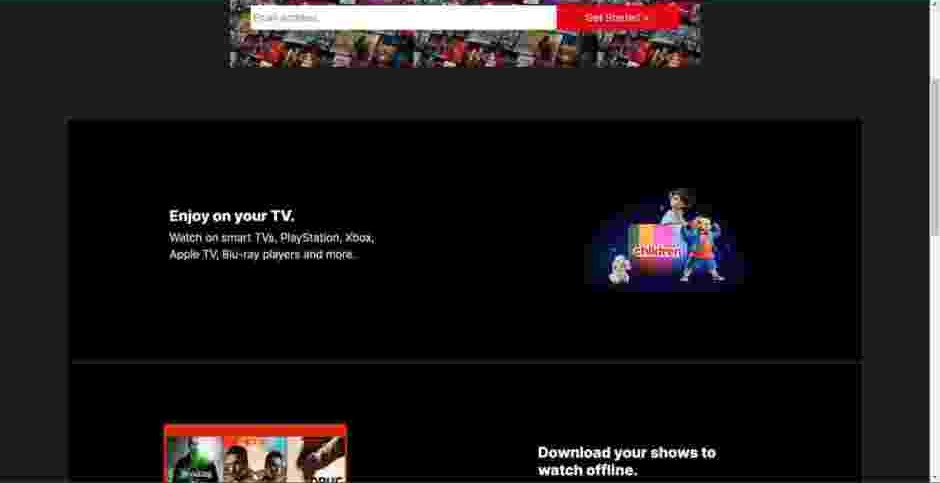 Email address
Get Started >
Enjoy on your TV.
Watch on smart TVs, PlayStation, Xbox,
Apple TV, Blu-ray players and more.
children
Download your shows to
watch offline.